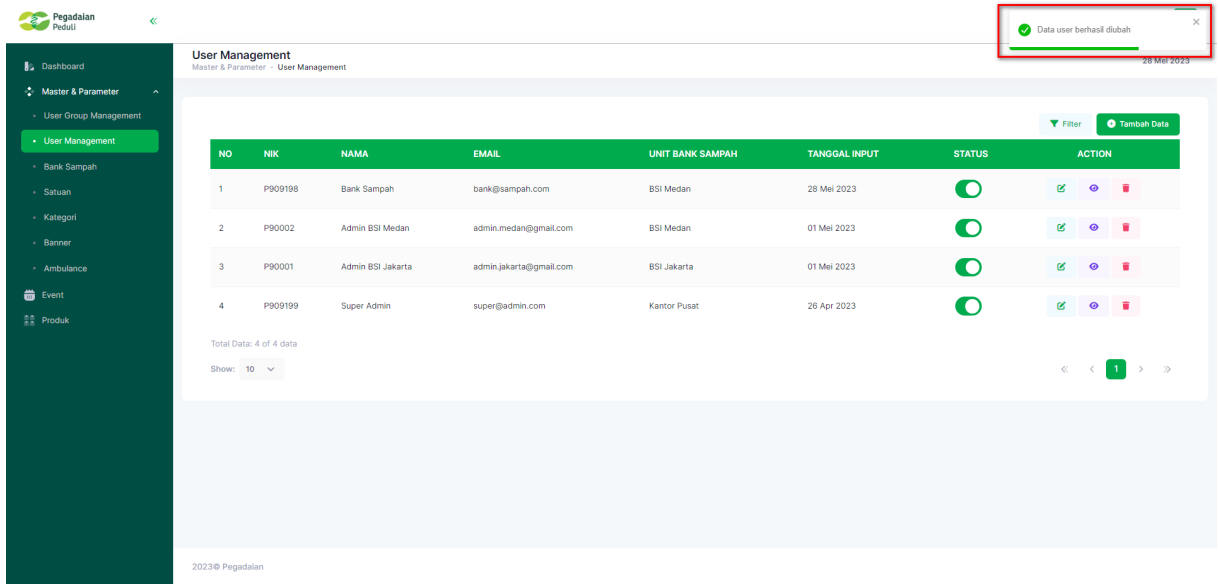 Pegadaian
Peduli
Data user berhasil diubah
User Management
Master & Parameter - User Management
28 Mei 2023
Dashboard
Master & Parameter
User Group Management
User Management
Bank Sampah
Satuan
Kategori
Banner
Ambulance
Event
Produk
Filter
Tambah Data
NO NIK NAMA EMAIL UNIT BANK SAMPAH TANGGAL INPUT STATUS ACTION
1 P909198 Bank Sampah bank@sampah.com BSI Medan 28 Mei 2023
2 P90002 Admin BSI Medan admin.medan@gmail.com BSI Medan 01 Mei 2023
3 P90001 Admin BSI Jakarta admin.jakarta@gmail.com BSI Jakarta 01 Mei 2023
4 P909199 Super Admin super@admin.com Kantor Pusat 26 Apr 2023
Total Data: 4 of 4 data
Show: 10
1
2023© Pegadaian